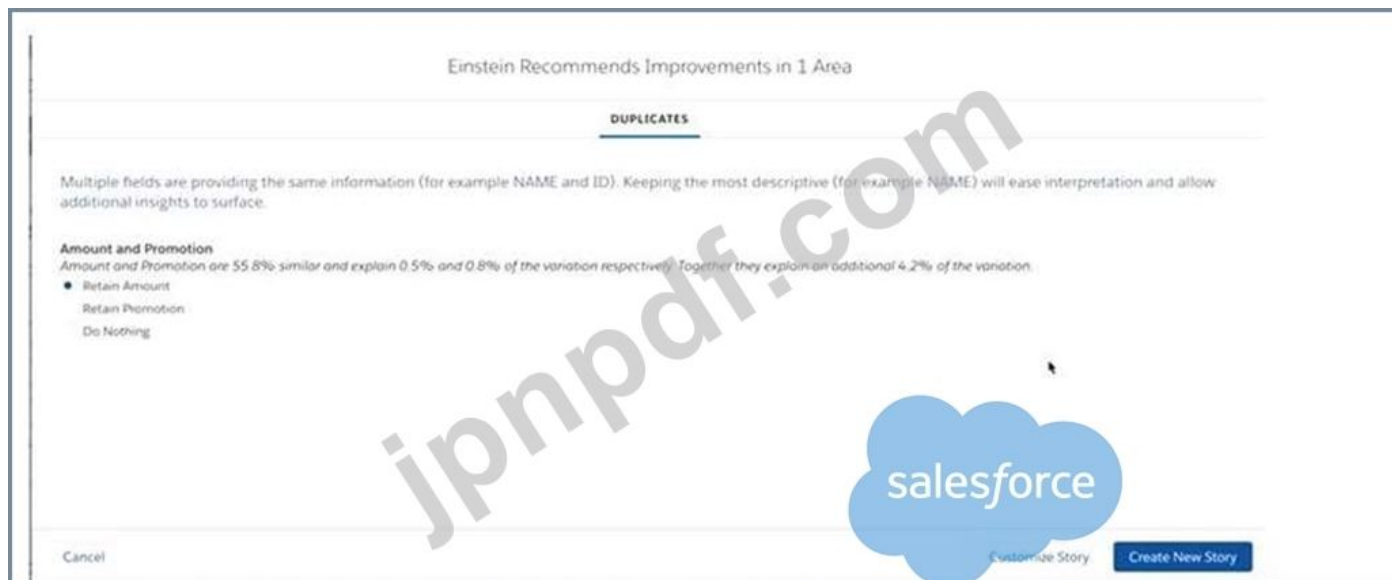 Einstein Recommends Improvements in 1 Area
DUPLICATES
Multiple fields are providing the same information (for example NAME and ID). Keeping the most descriptive (for example NAME) will ease interpretation and allow
additional insights to surface.
Amount and Promotion
Amount and Promotion are 55.8% similar and explain 0.5% and 0.8% of the variation respectively. Together they explain an additional 4.2% of the variation.
Retain Amount
Retain Promotion
Do Nothing
jpnpdf.com
salesforce
Cancel
Customize Story
Create New Story